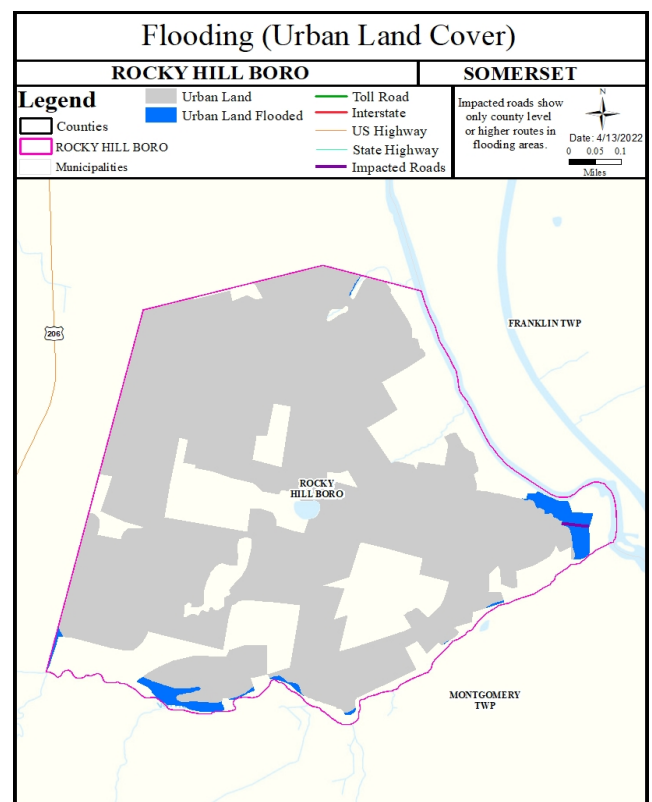 Flooding (Urban Land Cover)
ROCKY HILL BORO
SOMERSET
Legend
Counties
ROCKY HILL BORO
Municipalities
Urban Land
Urban Land Flooded
Toll Road
Interstate
US Highway
State Highway
Impacted Roads
Impacted roads show
only county level
or higher routes in
flooding areas.
N
Date: 4/13/2022
0 0.05 0.1
Miles
206
FRANKLIN TWP
ROCKY
HILL BORO
MONTGOMERY
TWP